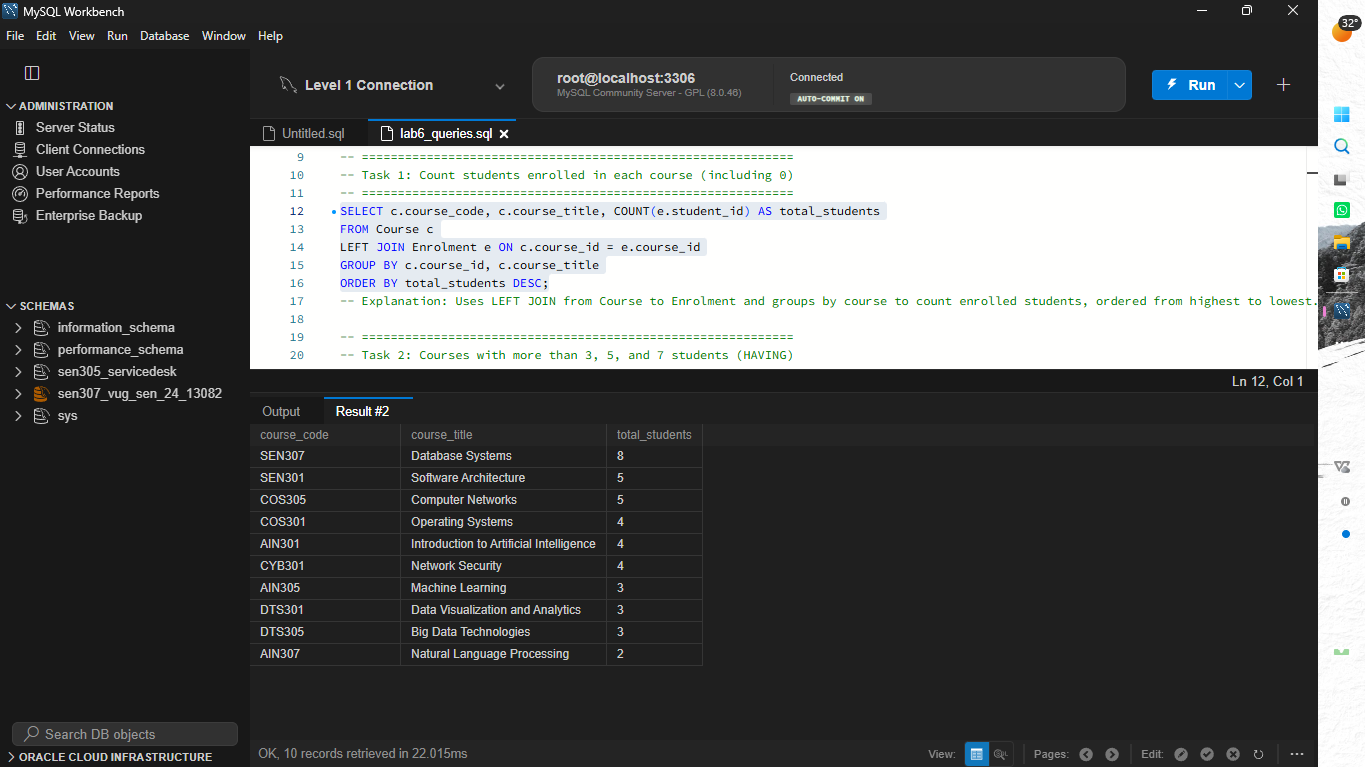 MySQL Workbench
32°
File Edit View Run Database Window Help
Level 1 Connection
root@localhost:3306
MySQL Community Server - GPL (8.0.46)
Connected
AUTO-COMMIT ON
Run
ADMINISTRATION
Server Status
Client Connections
User Accounts
Performance Reports
Enterprise Backup
SCHEMAS
information_schema
performance_schema
sen305_servicedesk
sen307_vug_sen_24_13082
sys
Search DB objects
ORACLE CLOUD INFRASTRUCTURE
Untitled.sql lab6_queries.sql
9 -- ============================================================
10 -- Task 1: Count students enrolled in each course (including 0)
11 -- ============================================================
12 SELECT c.course_code, c.course_title, COUNT(e.student_id) AS total_students
13 FROM Course c
14 LEFT JOIN Enrolment e ON c.course_id = e.course_id
15 GROUP BY c.course_id, c.course_title
16 ORDER BY total_students DESC;
17 -- Explanation: Uses LEFT JOIN from Course to Enrolment and groups by course to count enrolled students, ordered from highest to lowest.
18
19 -- ============================================================
20 -- Task 2: Courses with more than 3, 5, and 7 students (HAVING)
Ln 12, Col 1
Output Result #2
course_code course_title total_students
SEN307 Database Systems 8
SEN301 Software Architecture 5
COS305 Computer Networks 5
COS301 Operating Systems 4
AIN301 Introduction to Artificial Intelligence 4
CYB301 Network Security 4
AIN305 Machine Learning 3
DTS301 Data Visualization and Analytics 3
DTS305 Big Data Technologies 3
AIN307 Natural Language Processing 2
OK, 10 records retrieved in 22.015ms
View: Pages: Edit: